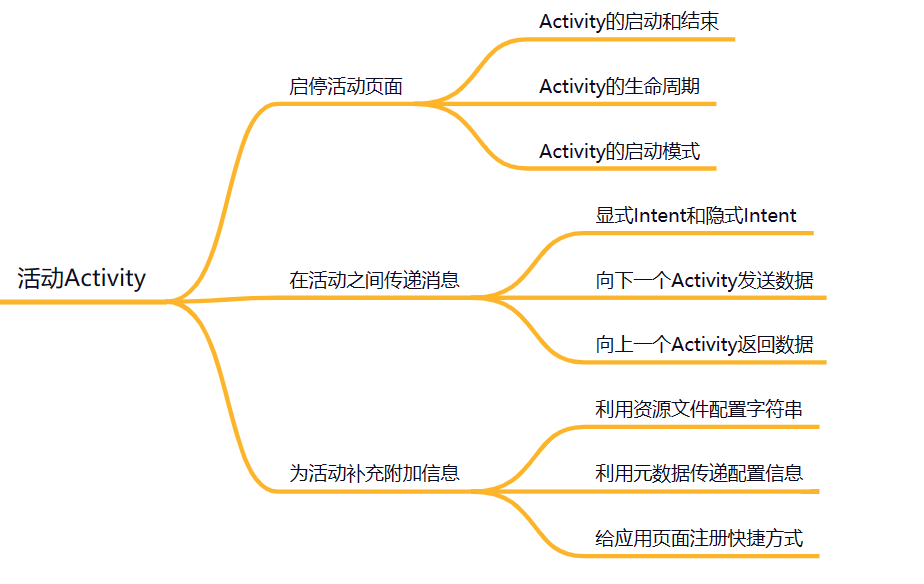 活动Activity
启停活动页面
Activity的启动和结束
Activity的生命周期
Activity的启动模式
在活动之间传递消息
显式Intent和隐式Intent
向下一个Activity发送数据
向上一个Activity返回数据
为活动补充附加信息
利用资源文件配置字符串
利用元数据传递配置信息
给应用页面注册快捷方式